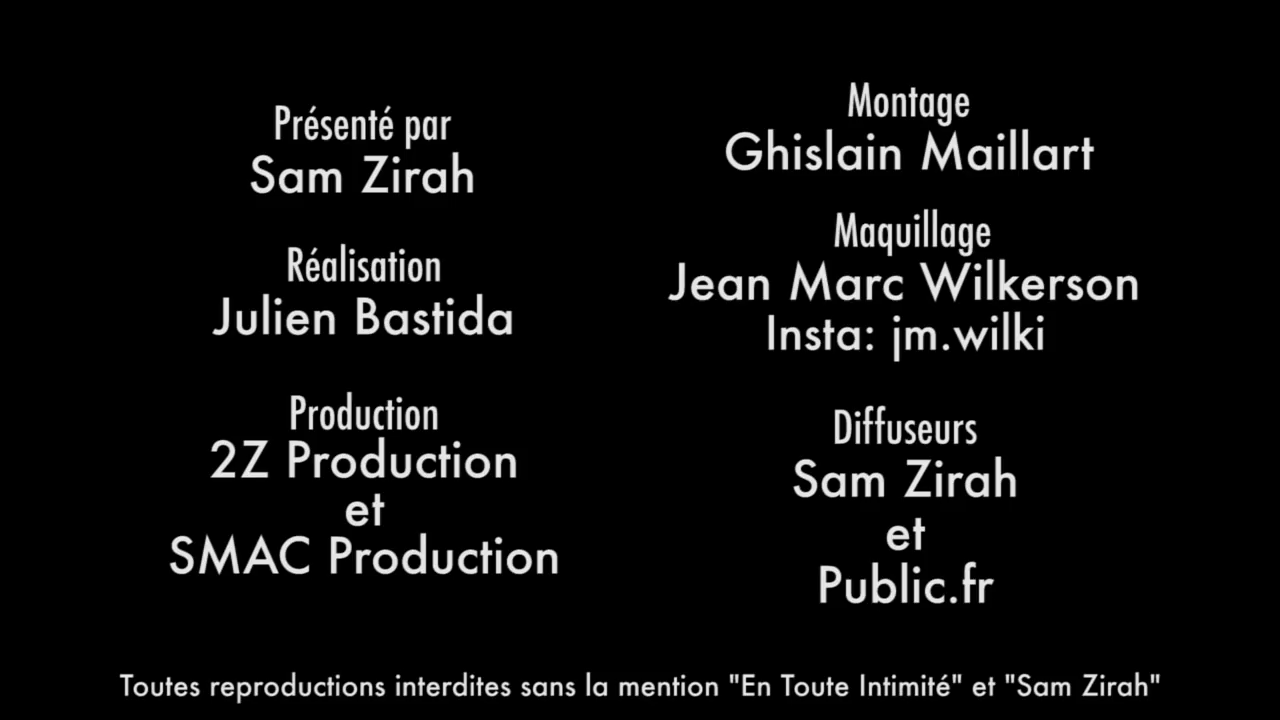 Présenté par
Sam Zirah
Réalisation
Julien Bastida
Production
2Z Production
et
SMAC Production
Montage
Ghislain Maillart
Maquillage
Jean Marc Wilkerson
Insta: jm.wilki
Diffuseurs
Sam Zirah
et
Public.fr
Toutes reproductions interdites sans la mention "En Toute Intimité" et "Sam Zirah"